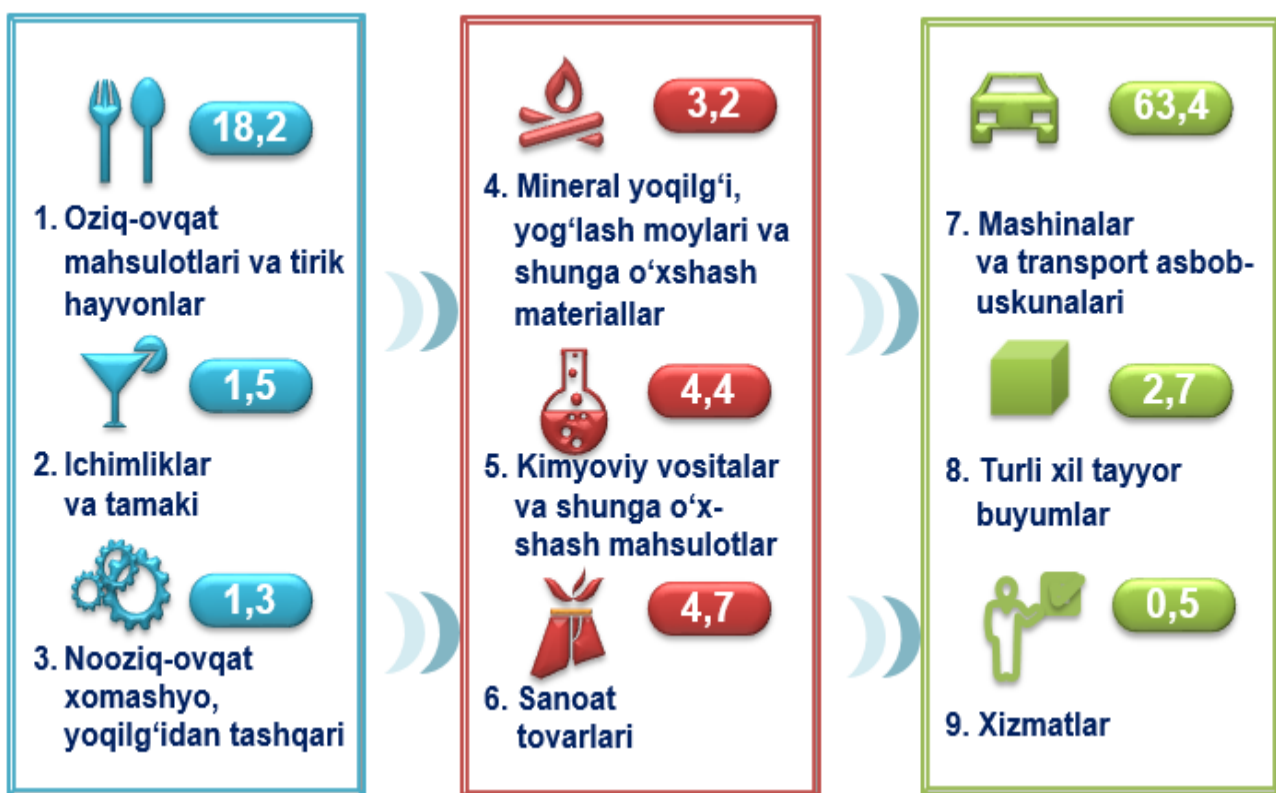 18,2
1. Oziq-ovqat
mahsulotlari va tirik
hayvonlar
1,5
2. Ichimliklar
va tamaki
1,3
3. Nooziq-ovqat
xomashyo,
yoqilg‘idan tashqari
3,2
4. Mineral yoqilg‘i,
yog‘lash moylari va
shunga o‘xshash
materiallar
4,4
5. Kimyoviy vositalar
va shunga o‘x-
shash mahsulotlar
4,7
6. Sanoat
tovarlari
63,4
7. Mashinalar
va transport asbob-
uskunalari
2,7
8. Turli xil tayyor
buyumlar
0,5
9. Xizmatlar